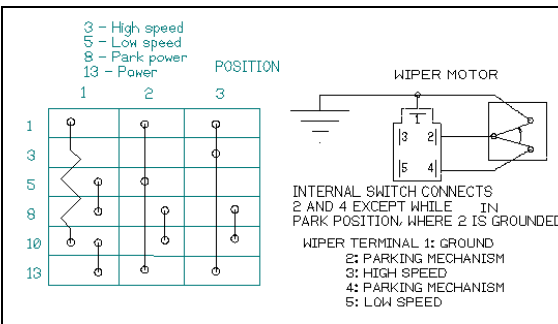 3 - High speed
5 - Low speed
8 - Park power
13 - Power
POSITION
1 2 3
1
3
5
8
10
13
WIPER MOTOR
1
3 2
5 4
INTERNAL SWITCH CONNECTS
2 AND 4 EXCEPT WHILE IN
PARK POSITION, WHERE 2 IS GROUNDED
WIPER TERMINAL 1: GROUND
2: PARKING MECHANISM
3: HIGH SPEED
4: PARKING MECHANISM
5: LOW SPEED